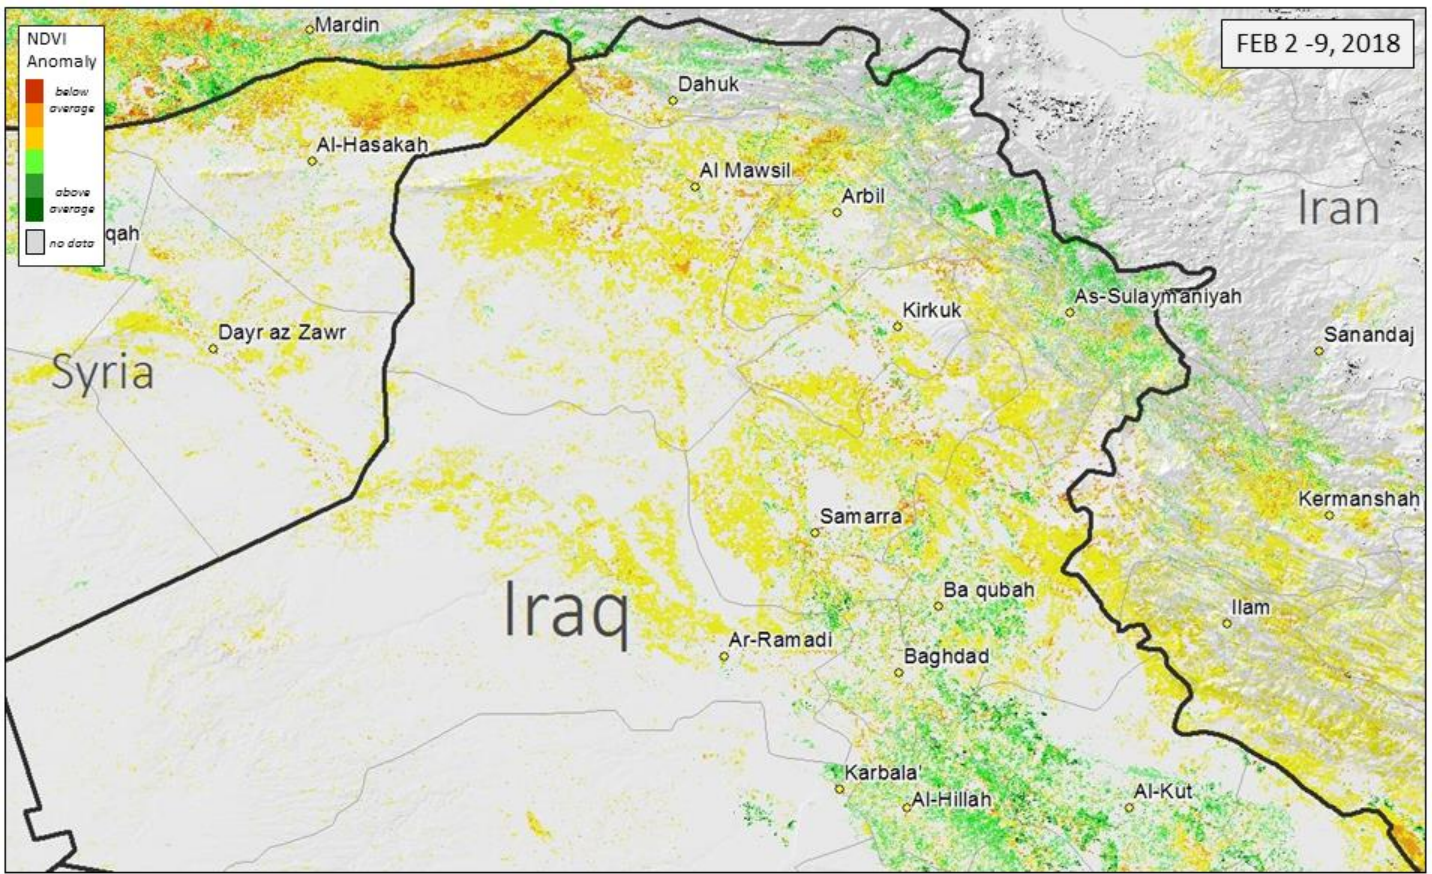 Mardin
FEB 2 -9, 2018
NDVI
Anomaly
below
average
above
average
no data
Dahuk
Al-Hasakah
Al Mawsil
Arbil
Iran
qah
As-Sulaymaniyah
Kirkuk
Dayr az Zawr
Sanandaj
Syria
Kermanshah
Samarra
Ba qubah
Iraq
Ilam
Ar-Ramadi
Baghdad
Karbala'
Al-Hillah
Al-Kut